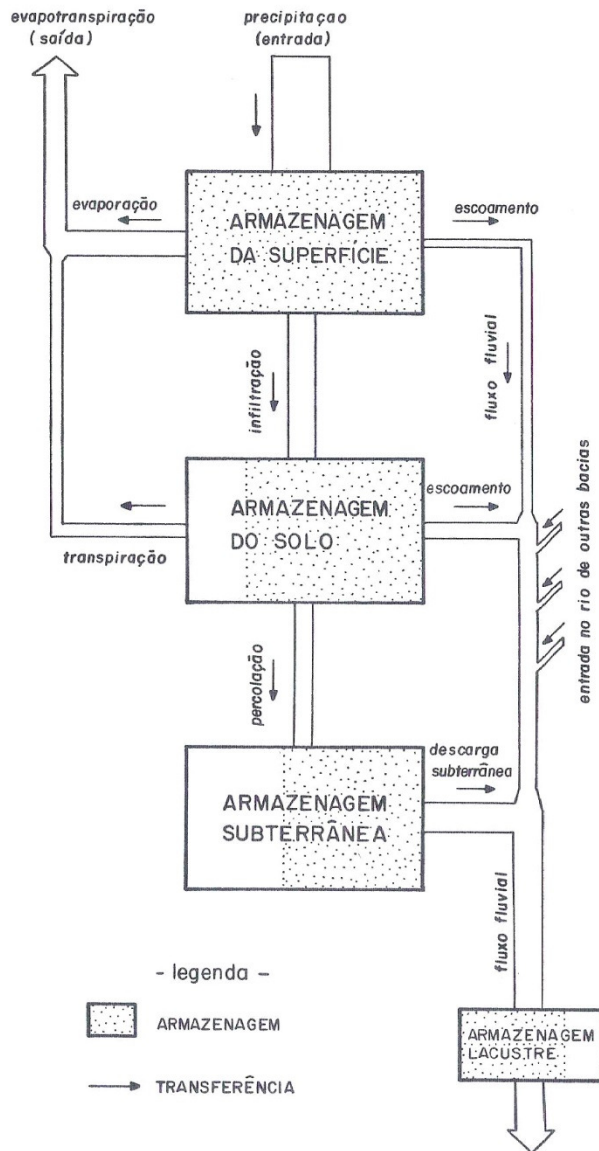 evapotranspiração
(saída)
precipitaçao
(entrada)
evaporação
ARMAZENAGEM
DA SUPERFÍCIE
escoamento
infiltração
fluxo fluvial
ARMAZENAGEM
DO SOLO
escoamento
transpiração
entrada no rio de outras bacias
percolação
descarga
subterrânea
ARMAZENAGEM
SUBTERRÂNEA
fluxo fluvial
- legenda -
ARMAZENAGEM
TRANSFERÊNCIA
ARMAZENAGEM
LACUSTRE